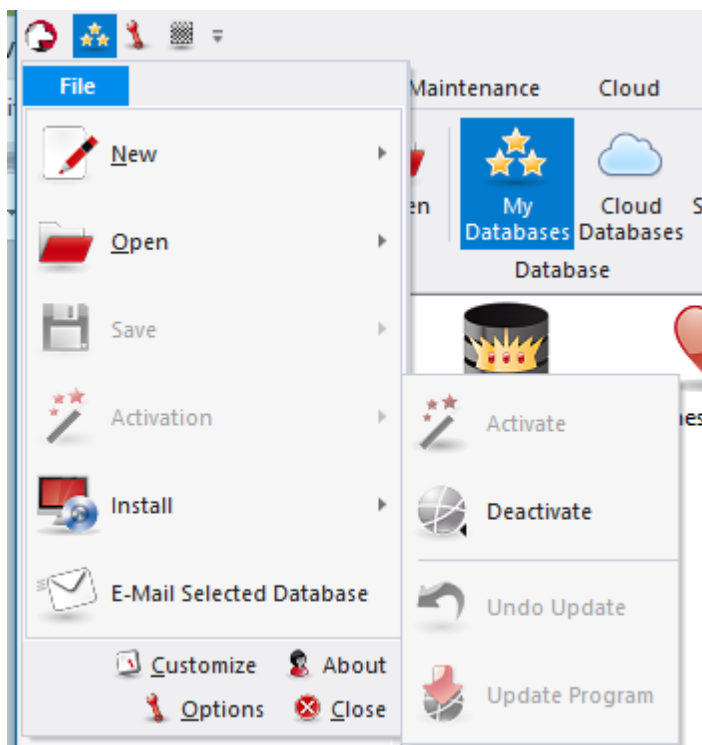 File
Maintenance
Cloud
New
Open
Save
Activation
Install
E-Mail Selected Database
Customize
About
Options
Close
My
Databases
Cloud
Databases
Database
Activate
Deactivate
Undo Update
Update Program